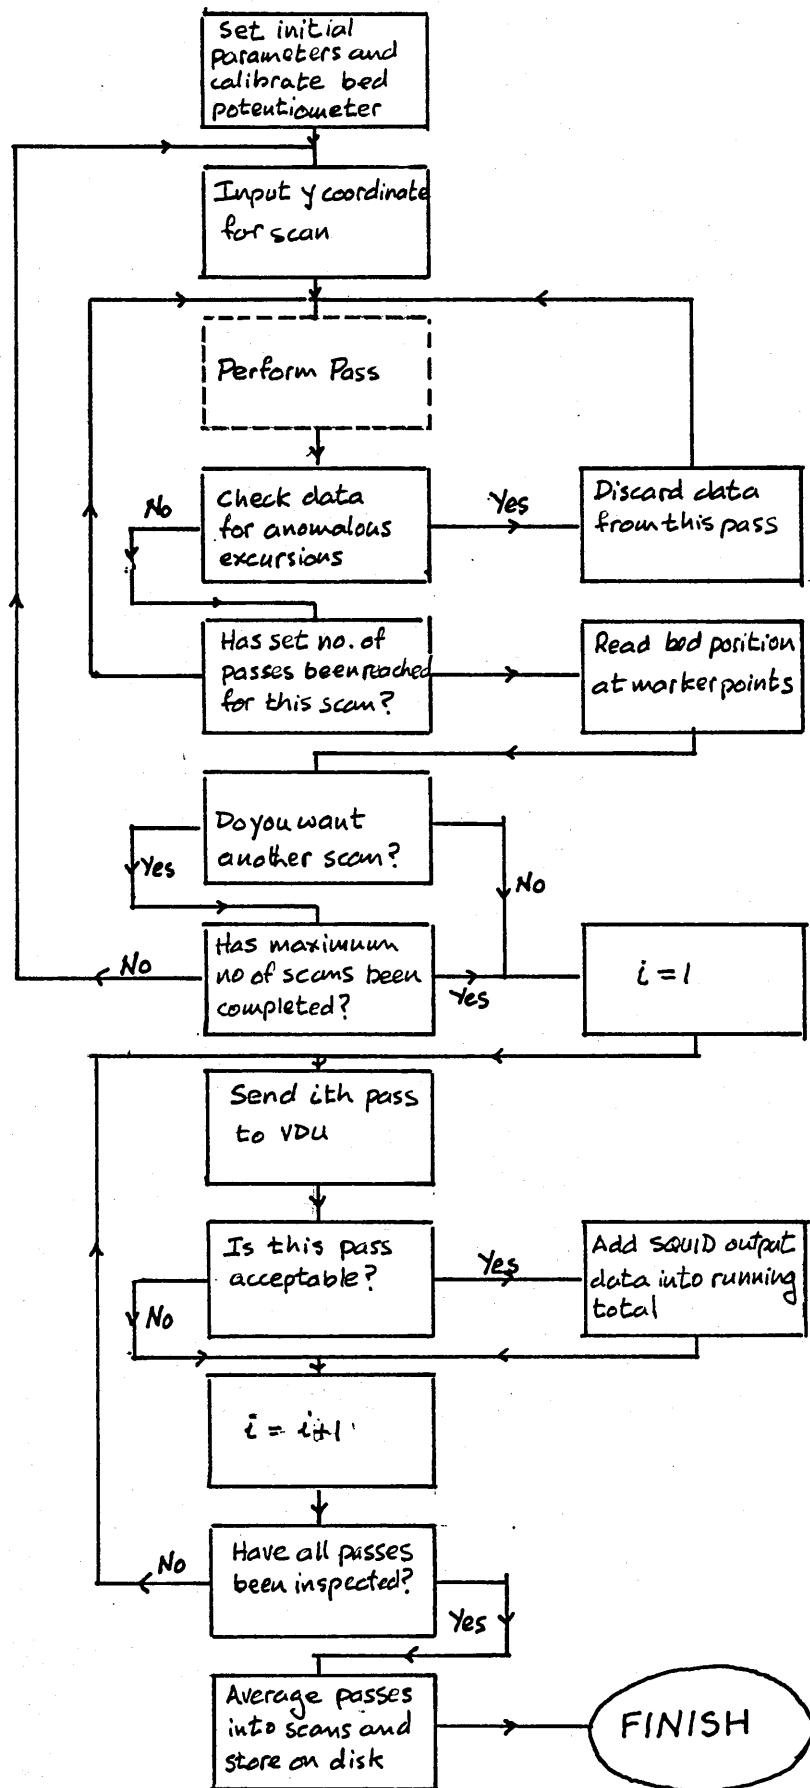 Set initial
parameters and
calibrate bed
potentiometer
Input y coordinate
for scan
Perform Pass
Check data
for anomalous
excursions
No
Yes
Discard data
from this pass
Has set no. of
passes been reached
for this scan?
Read bed position
at marker points
Do you want
another scan?
Yes
No
Has maximum
no of scans been
completed?
No
Yes
i = 1
Send ith pass
to VDU
Is this pass
acceptable?
Yes
No
Add SQUID output
data into running
total
i = i+1
Have all passes
been inspected?
No
Yes
Average passes
into scans and
store on disk
FINISH